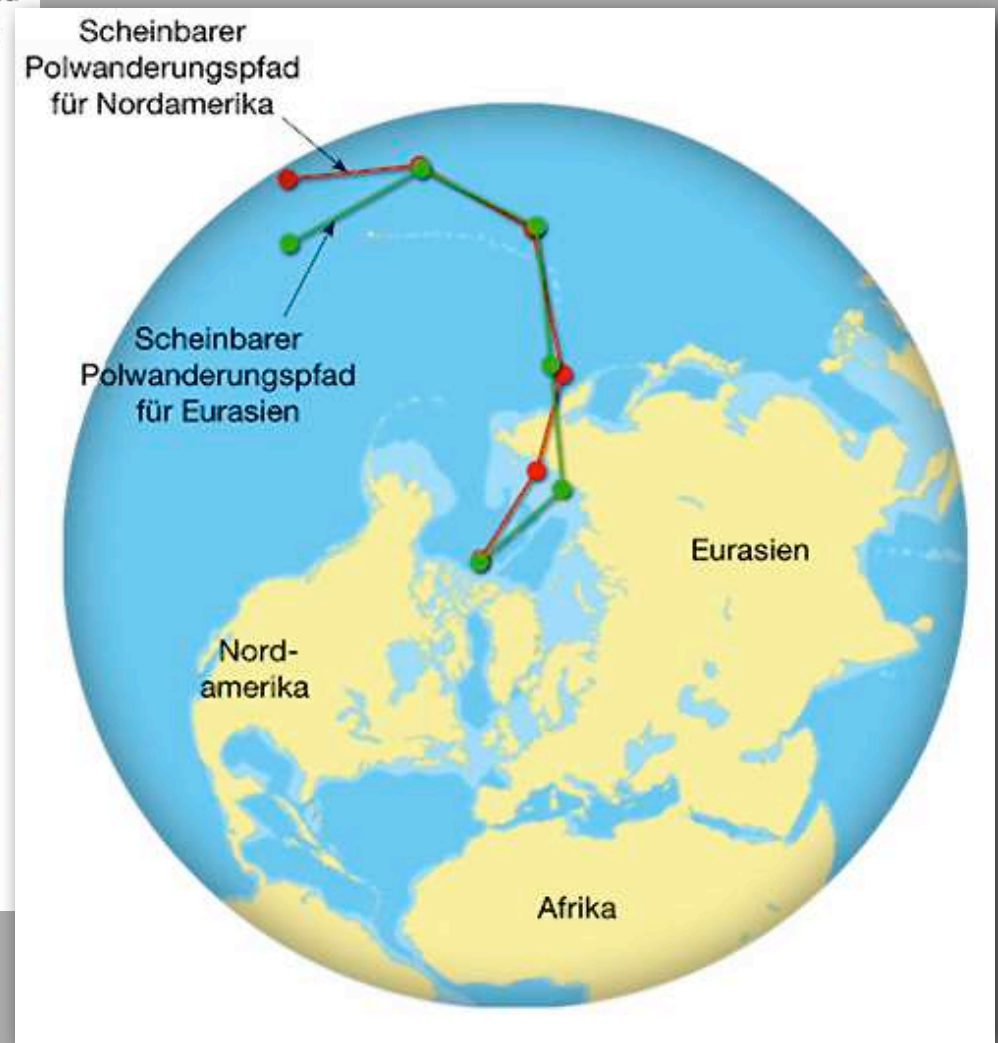 Scheinbarer
Polwanderungspfad
für Nordamerika
Scheinbarer
Polwanderungspfad
für Eurasien
Eurasien
Nord-
amerika
Afrika